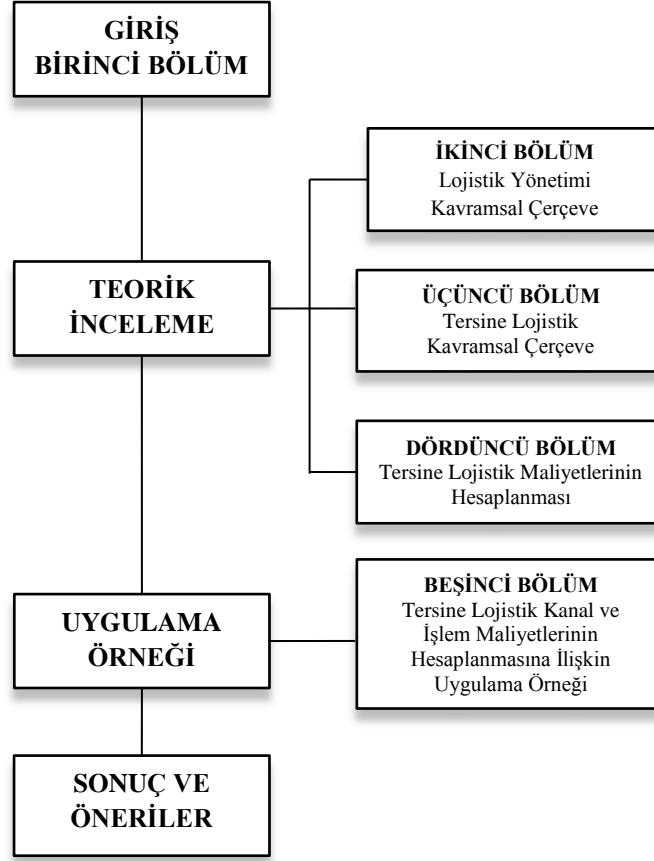 GİRİŞ
BİRİNCİ BÖLÜM
İKİNCİ BÖLÜM
Lojistik Yönetimi
Kavramsal Çerçeve
TEORİK
İNCELEME
ÜÇÜNCÜ BÖLÜM
Tersine Lojistik
Kavramsal Çerçeve
DÖRDÜNCÜ BÖLÜM
Tersine Lojistik Maliyetlerinin
Hesaplanması
UYGULAMA
ÖRNEĞİ
BEŞİNCİ BÖLÜM
Tersine Lojistik Kanal ve
İşlem Maliyetlerinin
Hesaplanmasına İlişkin
Uygulama Örneği
SONUÇ VE
ÖNERİLER